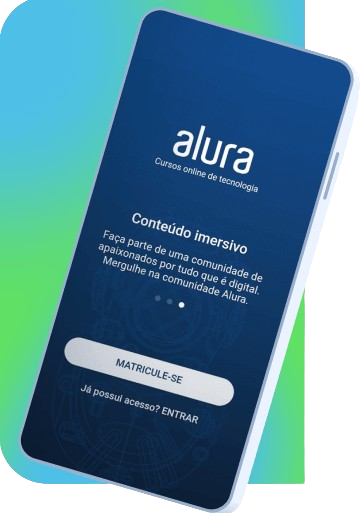 alura
Cursos online de tecnologia
Conteúdo imersivo
Faça parte de uma comunidade de
apaixonados por tudo que é digital.
Mergulhe na comunidade Alura.
MATRICULE-SE
Já possui acesso? ENTRAR